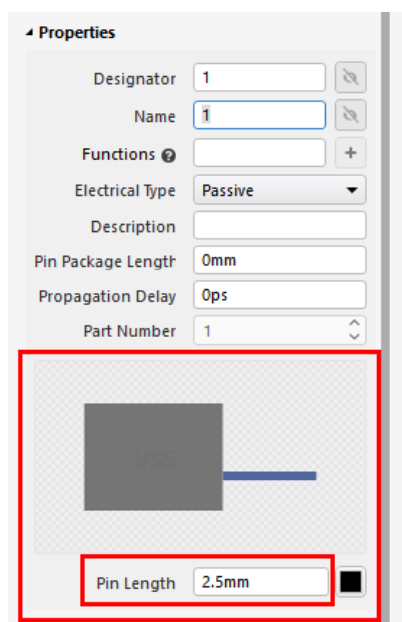 Properties
Designator 1
Name 1
Functions
Electrical Type Passive
Description
Pin Package Length 0mm
Propagation Delay 0ps
Part Number 1
VSS
Pin Length 2.5mm